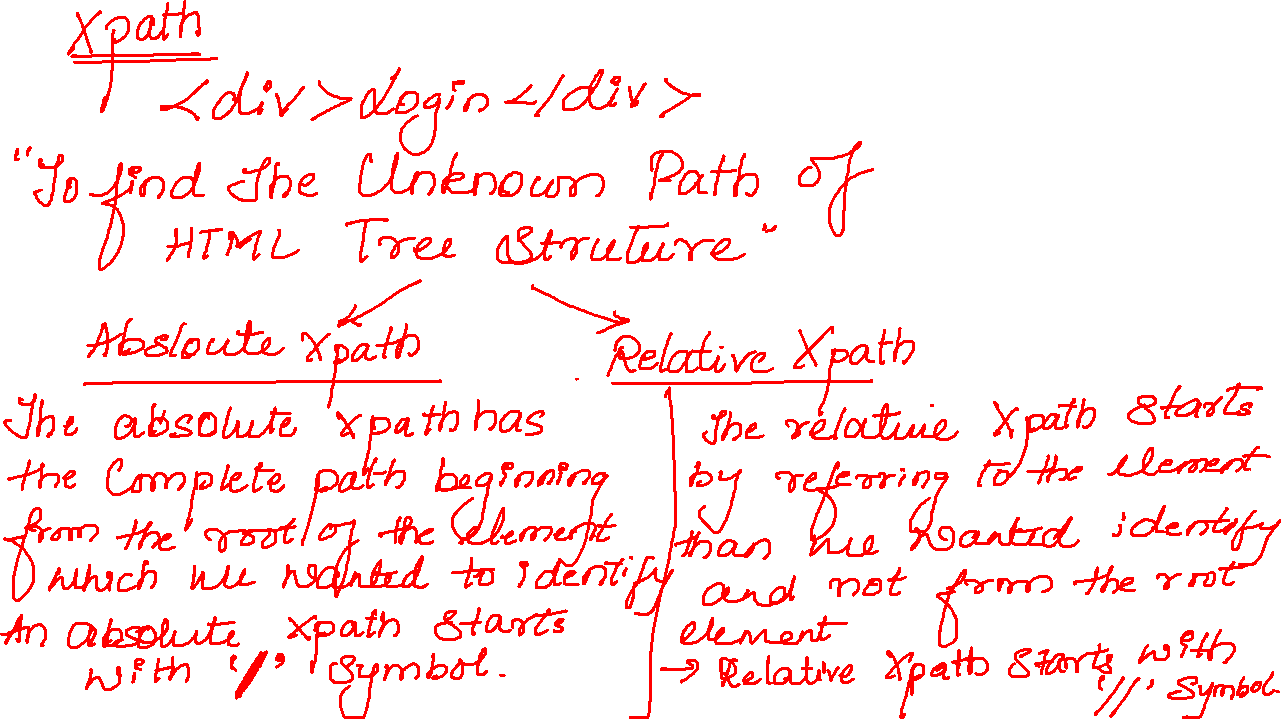 Xpath
<div>Login</div>
"To find the Unknown Path of
HTML Tree Struture"
Absloute Xpath
The absolute xpath has
the Complete path beginning
from the root of the element
which we wanted to identify
An absolute xpath starts
with '/' Symbol.
Relative Xpath
The relative Xpath starts
by referring to the element
than we wanted identify
and not from the root
element
→ Relative Xpath starts with
'//' Symbol.